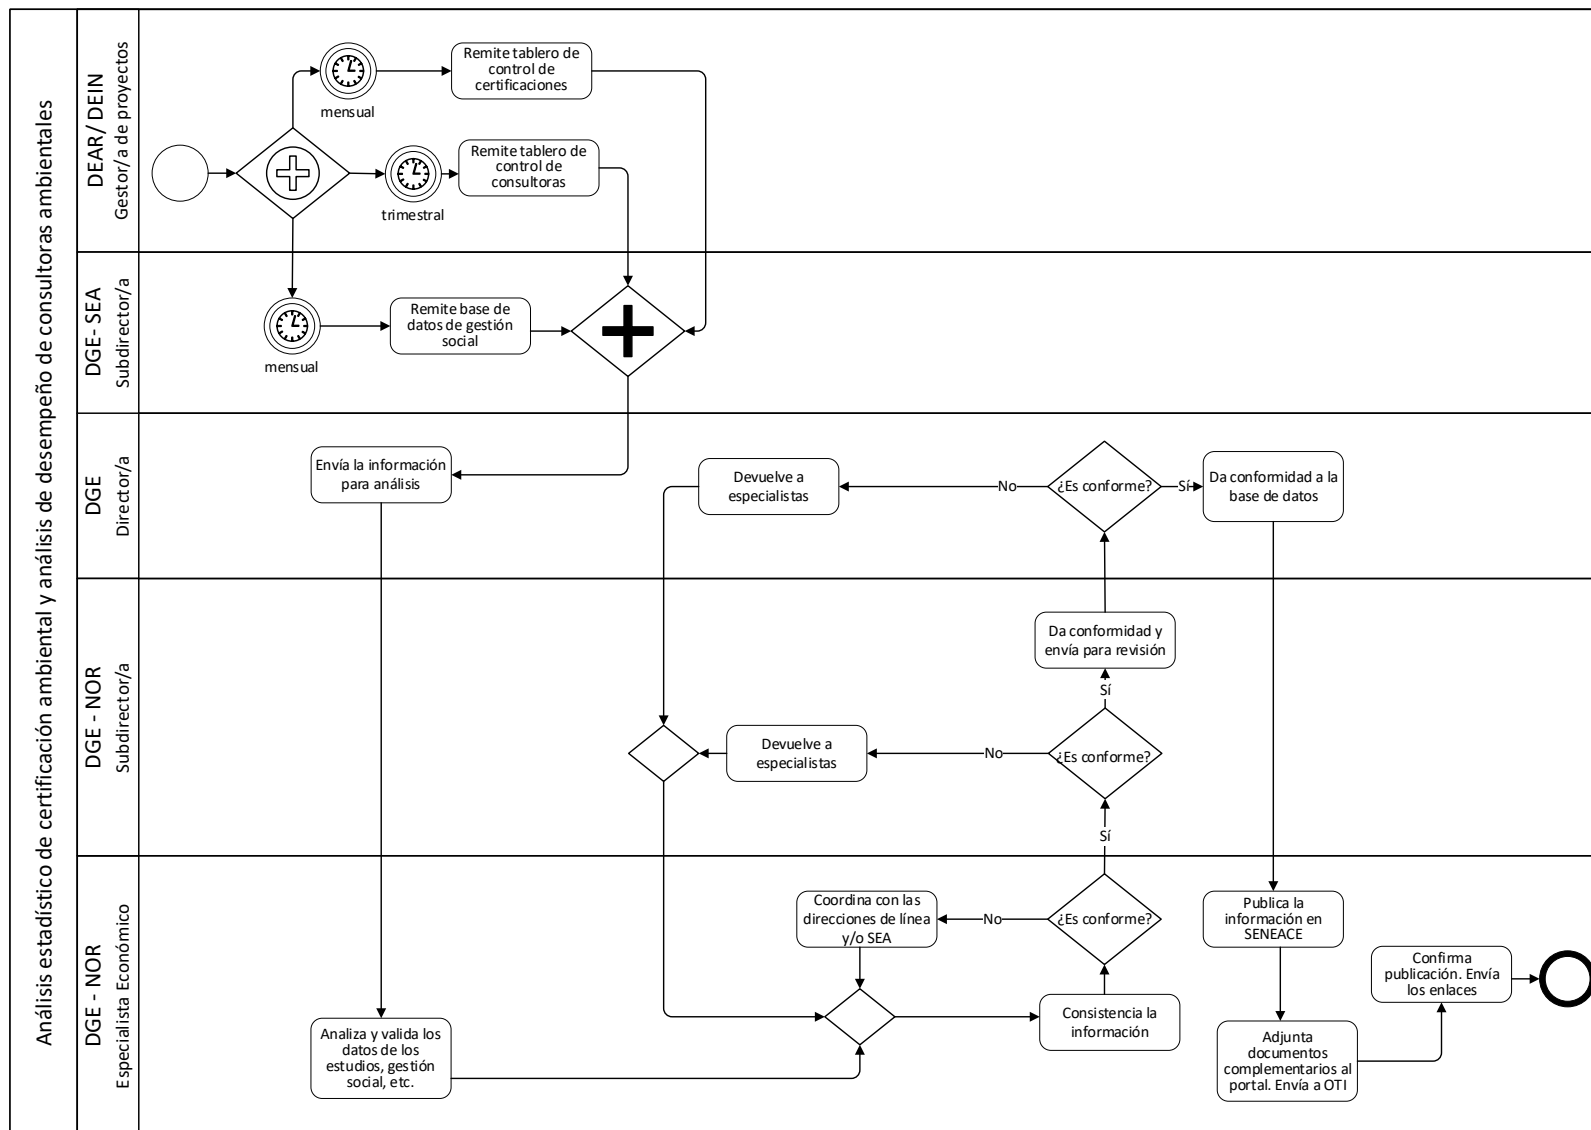 Análisis estadístico de certificación ambiental y análisis de desempeño de consultoras ambientales
DEAR/ DEIN
Gestor/a de proyectos
mensual
Remite tablero de
control de
certificaciones
trimestral
Remite tablero de
control de
consultoras
DGE- SEA
Subdirector/a
mensual
Remite base de
datos de gestión
social
DGE
Director/a
Envía la información
para análisis
Devuelve a
especialistas
No
¿Es conforme?
Sí
Da conformidad a la
base de datos
DGE - NOR
Subdirector/a
Da conformidad y
envía para revisión
Sí
Devuelve a
especialistas
No
¿Es conforme?
Sí
DGE - NOR
Especialista Económico
Coordina con las
direcciones de línea
y/o SEA
No
¿Es conforme?
Publica la
información en
SENEACE
Confirma
publicación. Envía
los enlaces
Analiza y valida los
datos de los
estudios, gestión
social, etc.
Consistencia la
información
Adjunta
documentos
complementarios al
portal. Envía a OTI